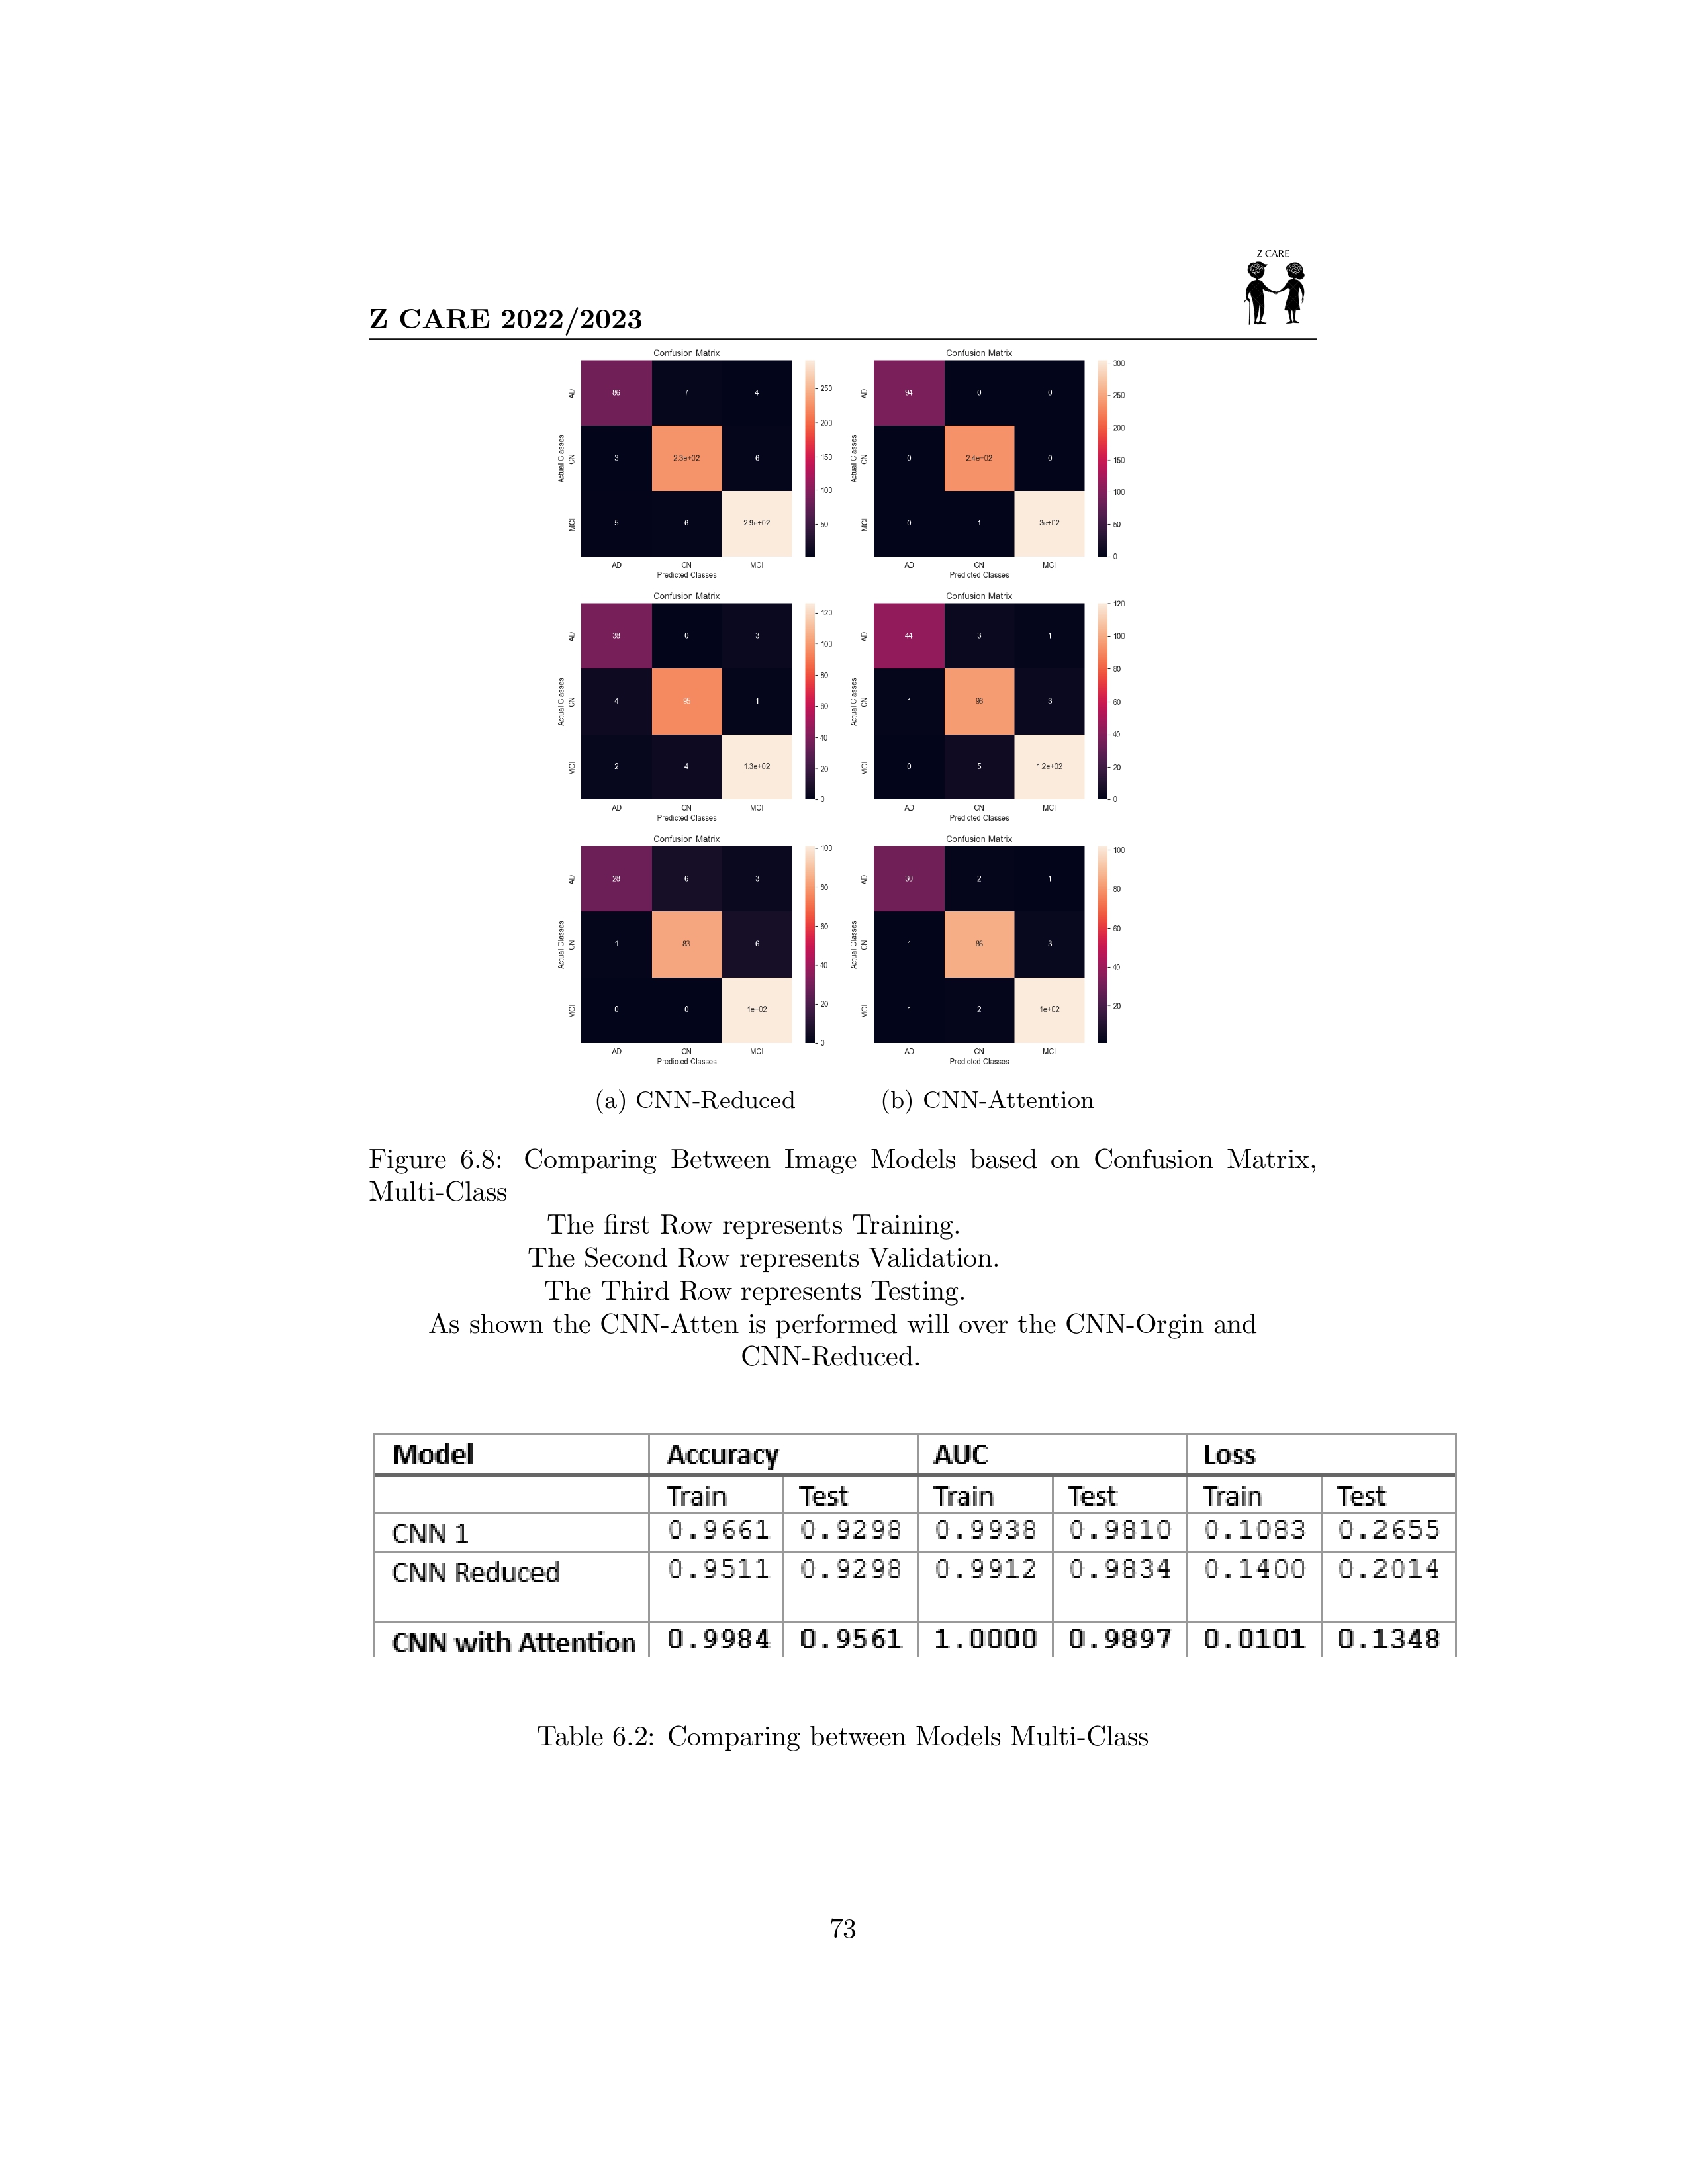 Z CARE
Z CARE 2022/2023
Confusion Matrix
Actual Classes
AD
CN
MCI
86 7 4
3 2.3e+02 6
5 6 2.9e+02
250
200
150
100
50
AD CN MCI
Predicted Classes
Confusion Matrix
Actual Classes
AD
CN
MCI
94 0 0
0 2.4e+02 0
0 1 3e+02
300
250
200
150
100
50
0
AD CN MCI
Predicted Classes
Confusion Matrix
Actual Classes
AD
CN
MCI
38 0 3
4 95 1
2 4 1.3e+02
120
100
80
60
40
20
0
AD CN MCI
Predicted Classes
Confusion Matrix
Actual Classes
AD
CN
MCI
44 3 1
1 96 3
0 5 1.2e+02
120
100
80
60
40
20
0
AD CN MCI
Predicted Classes
Confusion Matrix
Actual Classes
AD
CN
MCI
28 6 3
1 83 6
0 0 1e+02
100
80
60
40
20
0
AD CN MCI
Predicted Classes
Confusion Matrix
Actual Classes
AD
CN
MCI
30 2 1
1 86 3
1 2 1e+02
100
80
60
40
20
AD CN MCI
Predicted Classes
(a) CNN-Reduced (b) CNN-Attention
Figure 6.8: Comparing Between Image Models based on Confusion Matrix,
Multi-Class
The first Row represents Training.
The Second Row represents Validation.
The Third Row represents Testing.
As shown the CNN-Atten is performed will over the CNN-Orgin and
CNN-Reduced.
Model Accuracy AUC Loss
Train Test Train Test Train Test
CNN 1 0.9661 0.9298 0.9938 0.9810 0.1083 0.2655
CNN Reduced 0.9511 0.9298 0.9912 0.9834 0.1400 0.2014
CNN with Attention 0.9984 0.9561 1.0000 0.9897 0.0101 0.1348
Table 6.2: Comparing between Models Multi-Class
73